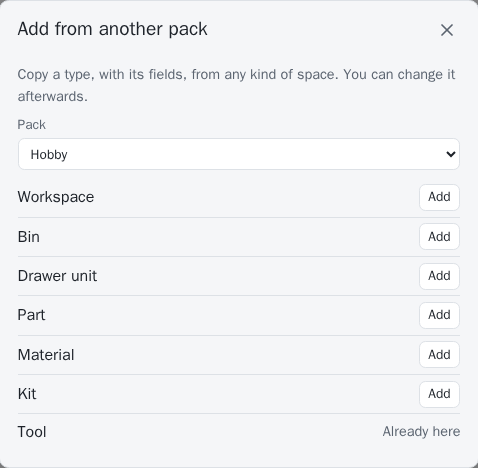 Add from another pack
Copy a type, with its fields, from any kind of space. You can change it
afterwards.
Pack
Hobby
Workspace Add
Bin Add
Drawer unit Add
Part Add
Material Add
Kit Add
Tool Already here